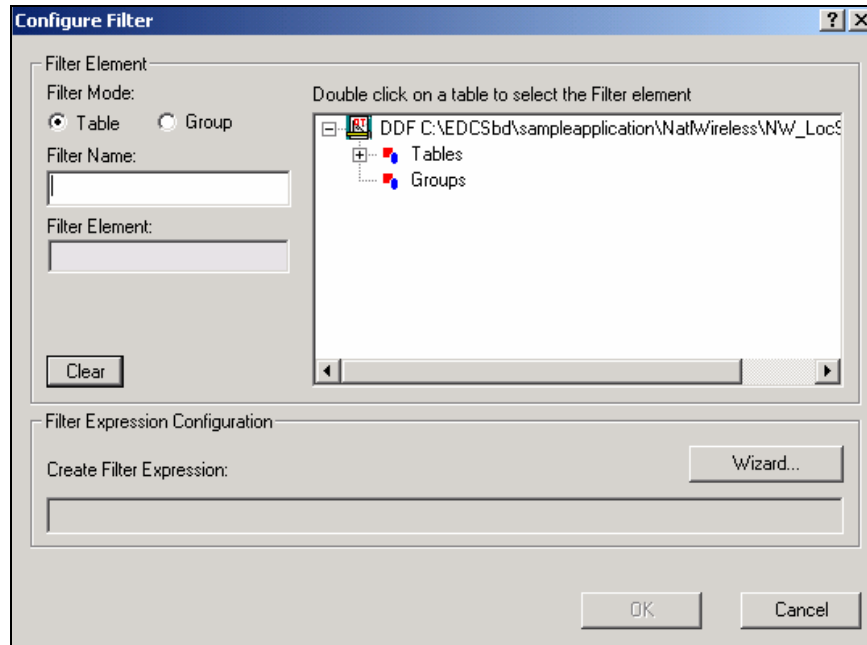 Configure Filter
Filter Element
Filter Mode:
Table
Group
Filter Name:
Filter Element:
Clear
Double click on a table to select the Filter element
DDF C:\EDCSbd\sampleapplication\NatlWireless\NW_LocS
Tables
Groups
Filter Expression Configuration
Create Filter Expression:
Wizard...
OK
Cancel